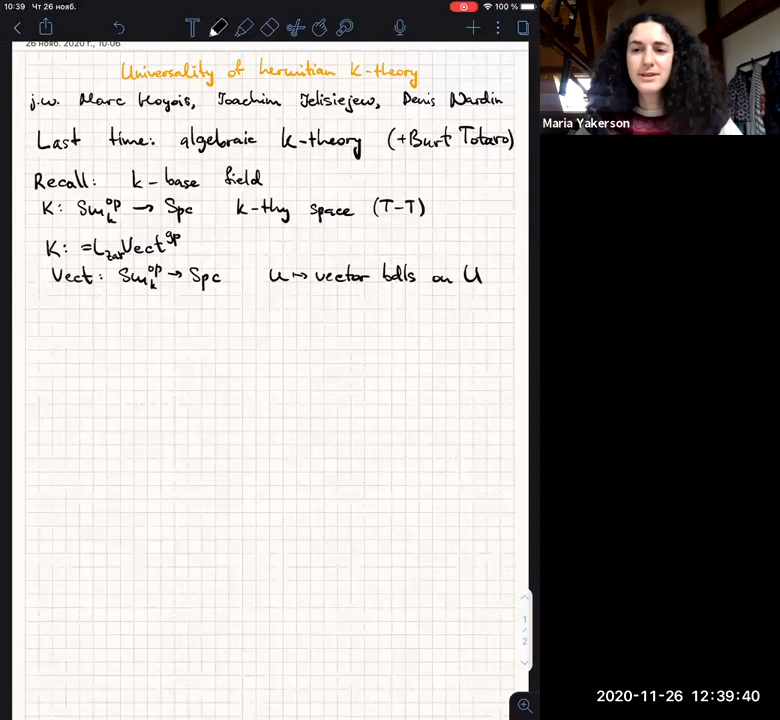 10:39 Чт 26 нояб.
100 %
26 нояб. 2020 г., 10:06
Universality of hermitian K-theory
j.w. Marc Hoyois, Joachim Jelisiejew, Denis Nardin
Last time: algebraic K-theory (+Burt Totaro)
Recall: k - base field
K: Sm_k^op → Spc k-thy space (T-T)
K: = L_zar Vect^gp
Vect: Sm_k^op → Spc U ↦ vector bdls on U
Maria Yakerson
1
2
2020-11-26 12:39:40